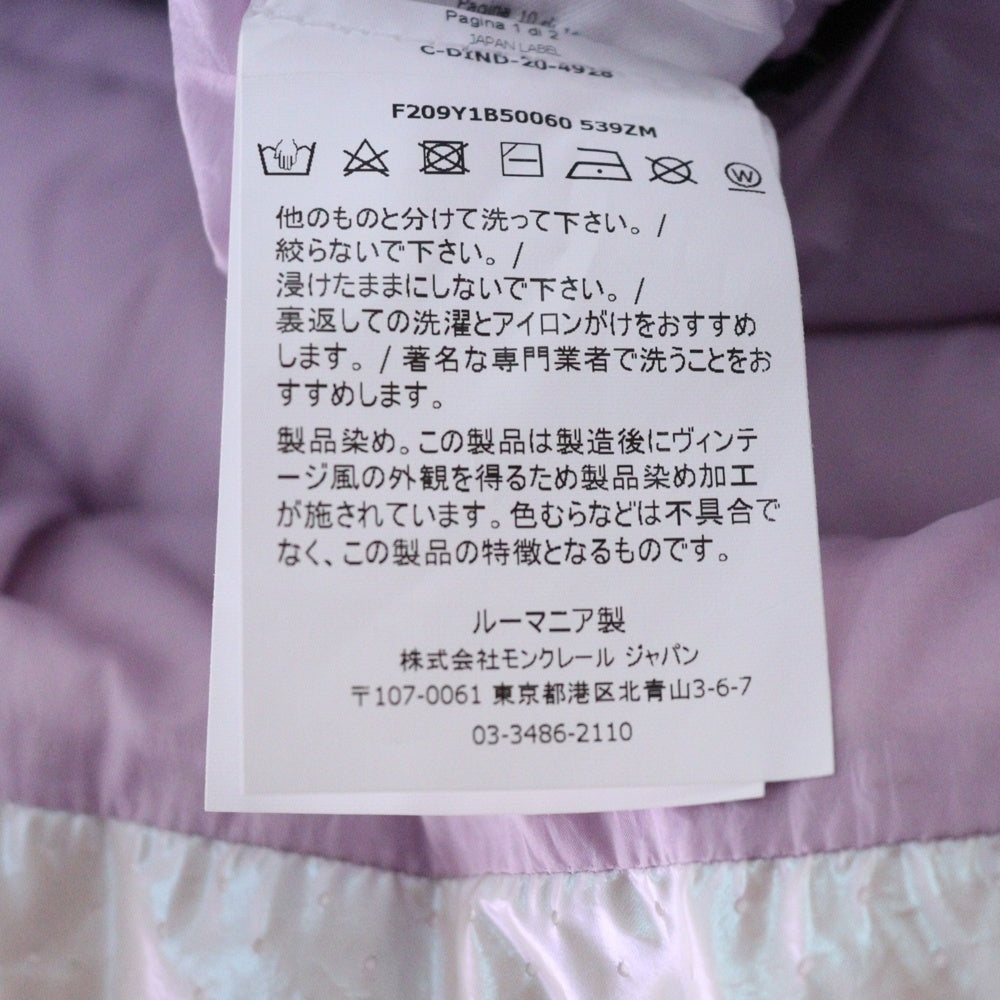 Pagina 1 di 2
JAPAN LABEL
C-DIND-20-4928
F209Y1B50060 539ZM
W
他のものと分けて洗って下さい。/
絞らないで下さい。/
浸けたままにしないで下さい。/
裏返しての洗濯とアイロンがけをおすすめ
します。/ 著名な専門業者で洗うことをお
すすめします。
製品染め。この製品は製造後にヴィンテ
ージ風の外観を得るため製品染め加工
が施されています。色むらなどは不具合で
なく、この製品の特徴となるものです。
ルーマニア製
株式会社モンクレール ジャパン
〒107-0061 東京都港区北青山3-6-7
03-3486-2110